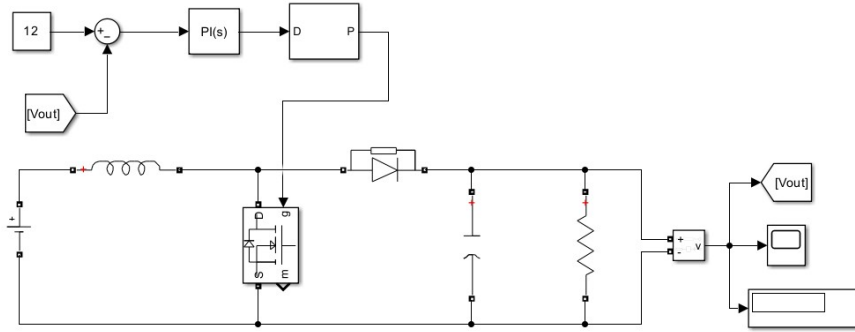 12
+
-
PI(s)
D
P
[Vout]
+
+
D
g
S
m
+
+
+
-
v
[Vout]